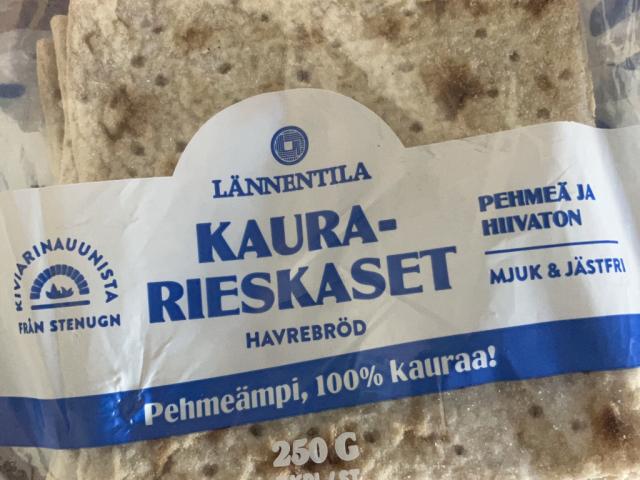 LÄNNENTILA
KAURA-
RIESKASET
HAVREBRÖD
KIVIARINAUUNISTA
FRÅN STENUGN
PEHMEÄ JA
HIIVATON
MJUK & JÄSTFRI
Pehmeämpi, 100% kauraa!
250 G